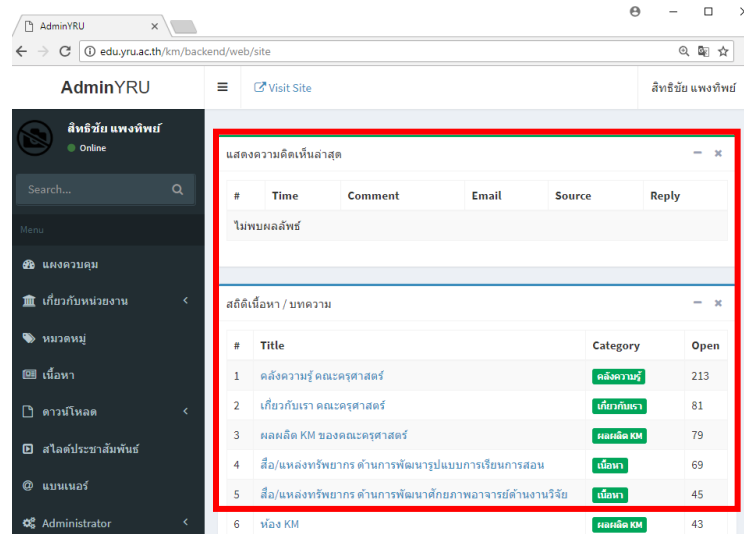 AdminYRU
edu.yru.ac.th/km/backend/web/site
AdminYRU
Visit Site
สิทธิชัย แพงทิพย์
สิทธิชัย แพงทิพย์
Online
Search...
Menu
แผงควบคุม
เกี่ยวกับหน่วยงาน
หมวดหมู่
เนื้อหา
ดาวน์โหลด
สไลด์ประชาสัมพันธ์
แบนเนอร์
Administrator
แสดงความคิดเห็นล่าสุด
# Time Comment Email Source Reply
ไม่พบผลลัพธ์
สถิติเนื้อหา / บทความ
# Title Category Open
1 คลังความรู้ คณะครุศาสตร์ คลังความรู้ 213
2 เกี่ยวกับเรา คณะครุศาสตร์ เกี่ยวกับเรา 81
3 ผลผลิต KM ของคณะครุศาสตร์ ผลผลิต KM 79
4 สื่อ/แหล่งทรัพยากร ด้านการพัฒนารูปแบบการเรียนการสอน เนื้อหา 69
5 สื่อ/แหล่งทรัพยากร ด้านการพัฒนาศักยภาพอาจารย์ด้านงานวิจัย เนื้อหา 45
6 ห้อง KM ผลผลิต KM 43